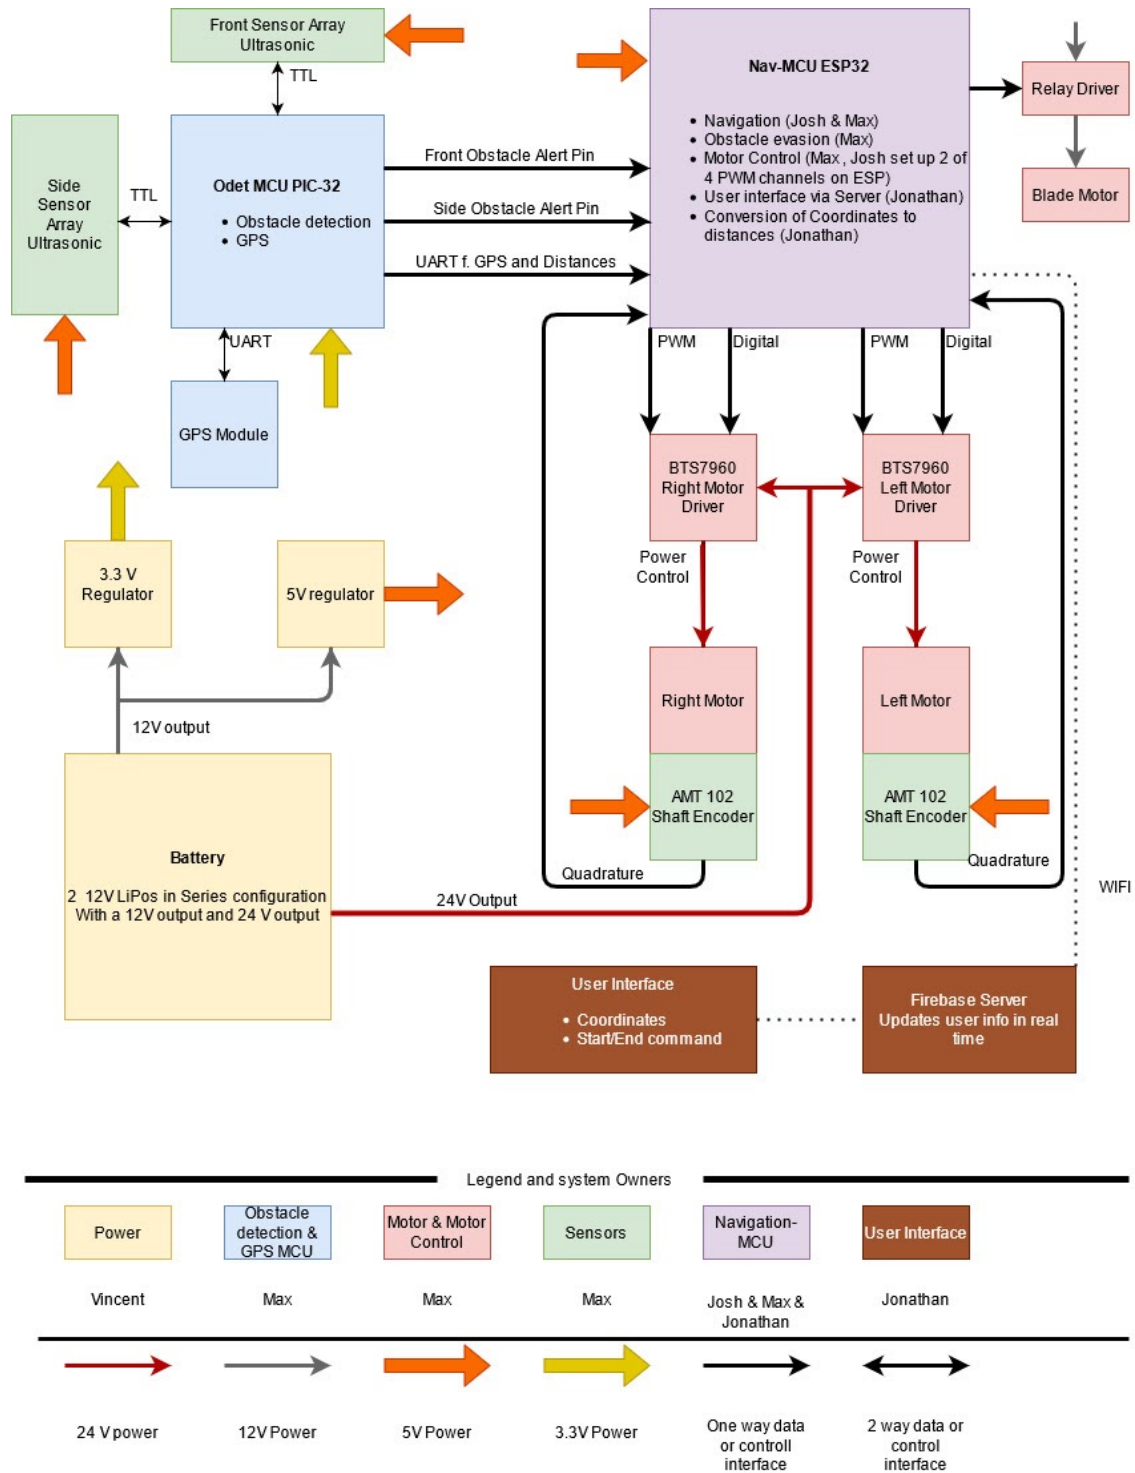 Front Sensor Array
Ultrasonic
TTL
Nav-MCU ESP32
• Navigation (Josh & Max)
• Obstacle evasion (Max)
• Motor Control (Max , Josh set up 2 of
4 PWM channels on ESP)
• User interface via Server (Jonathan)
• Conversion of Coordinates to
distances (Jonathan)
Relay Driver
Blade Motor
Side
Sensor
Array
Ultrasonic
TTL
Odet MCU PIC-32
• Obstacle detection
• GPS
Front Obstacle Alert Pin
Side Obstacle Alert Pin
UART f. GPS and Distances
UART
GPS Module
PWM
Digital
PWM
Digital
BTS7960
Right Motor
Driver
BTS7960
Left Motor
Driver
Power
Control
Power
Control
3.3 V
Regulator
5V regulator
12V output
Right Motor
Left Motor
AMT 102
Shaft Encoder
AMT 102
Shaft Encoder
Quadrature
Quadrature
Battery
2 12V LiPos in Series configuration
With a 12V output and 24 V output
24V Output
WIFI
User Interface
• Coordinates
• Start/End command
Firebase Server
Updates user info in real
time
Legend and system Owners
Power
Obstacle
detection &
GPS MCU
Motor & Motor
Control
Sensors
Navigation-
MCU
User Interface
Vincent
Max
Max
Max
Josh & Max &
Jonathan
Jonathan
24 V power
12V Power
5V Power
3.3V Power
One way data
or controll
interface
2 way data or
control
interface